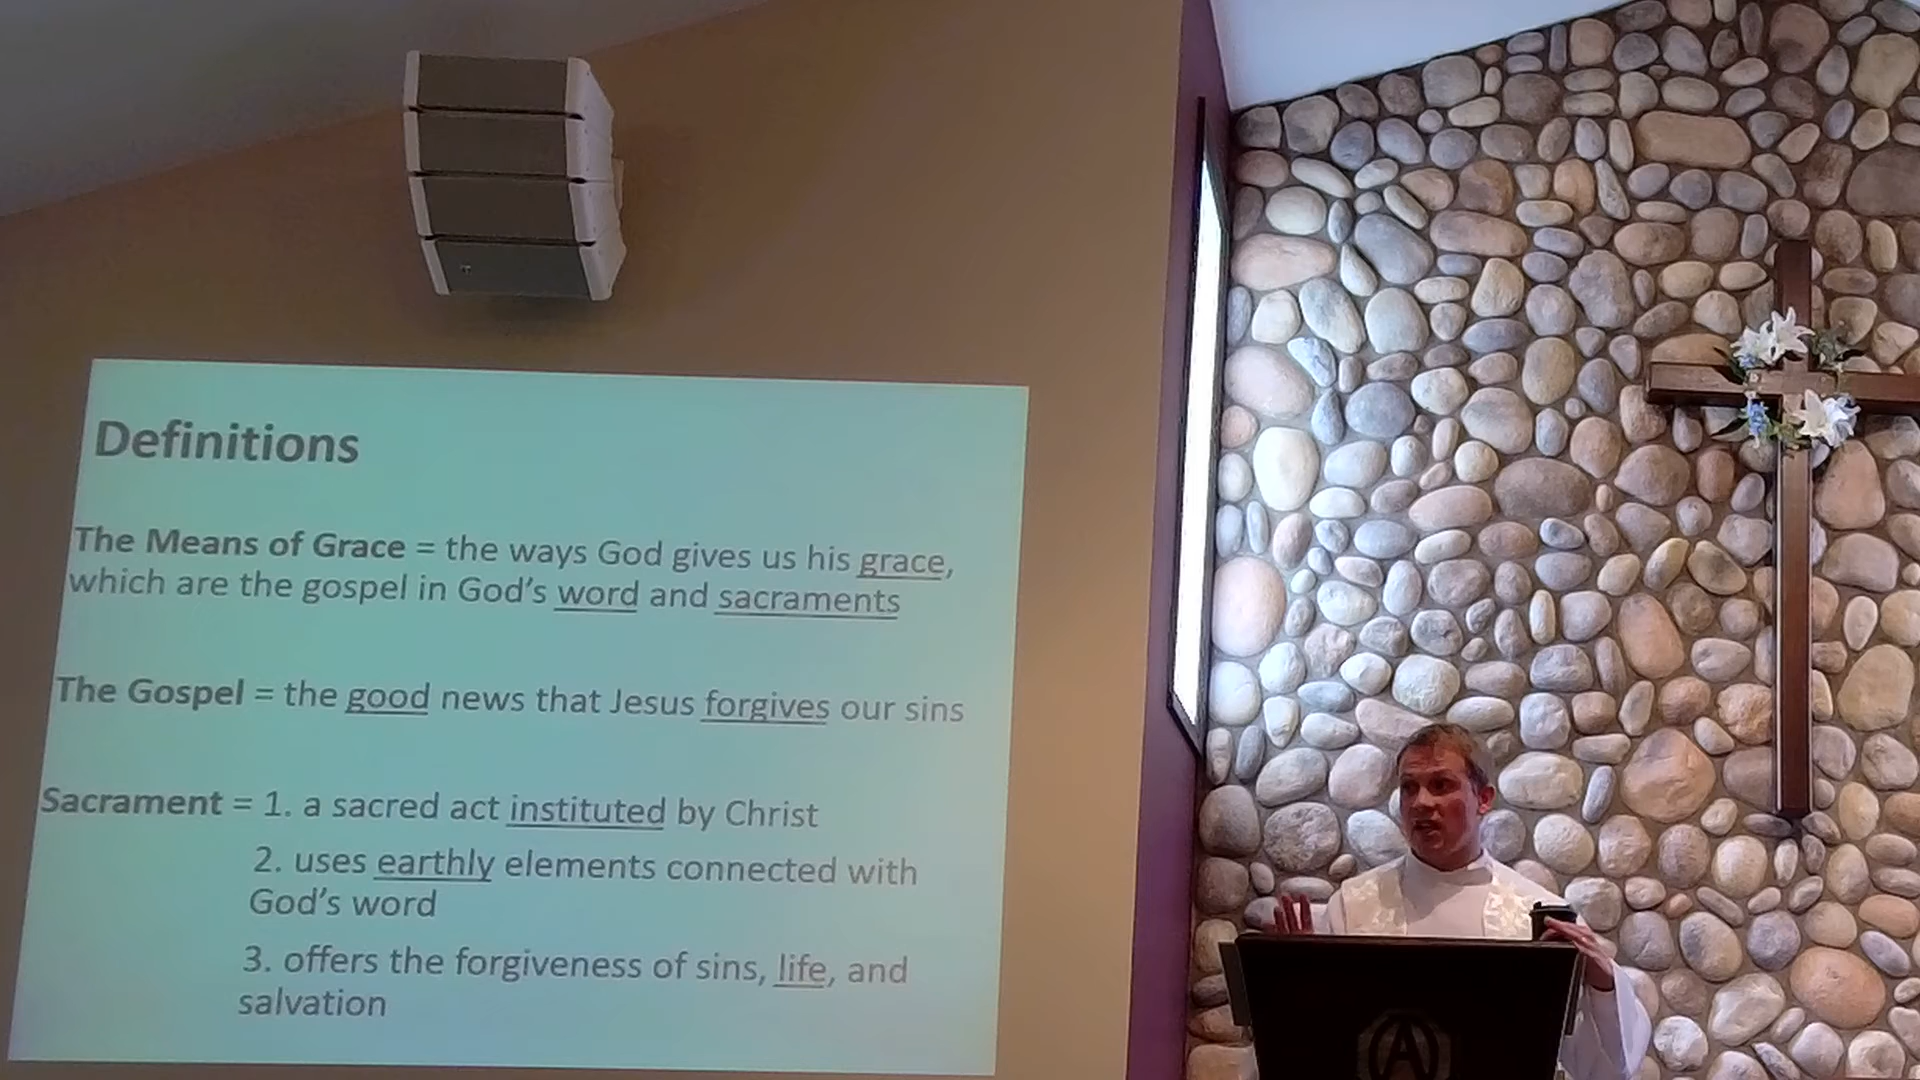 Definitions
The Means of Grace = the ways God gives us his grace,
which are the gospel in God's word and sacraments
The Gospel = the good news that Jesus forgives our sins
Sacrament = 1. a sacred act instituted by Christ
2. uses earthly elements connected with
God's word
3. offers the forgiveness of sins, life, and
salvation